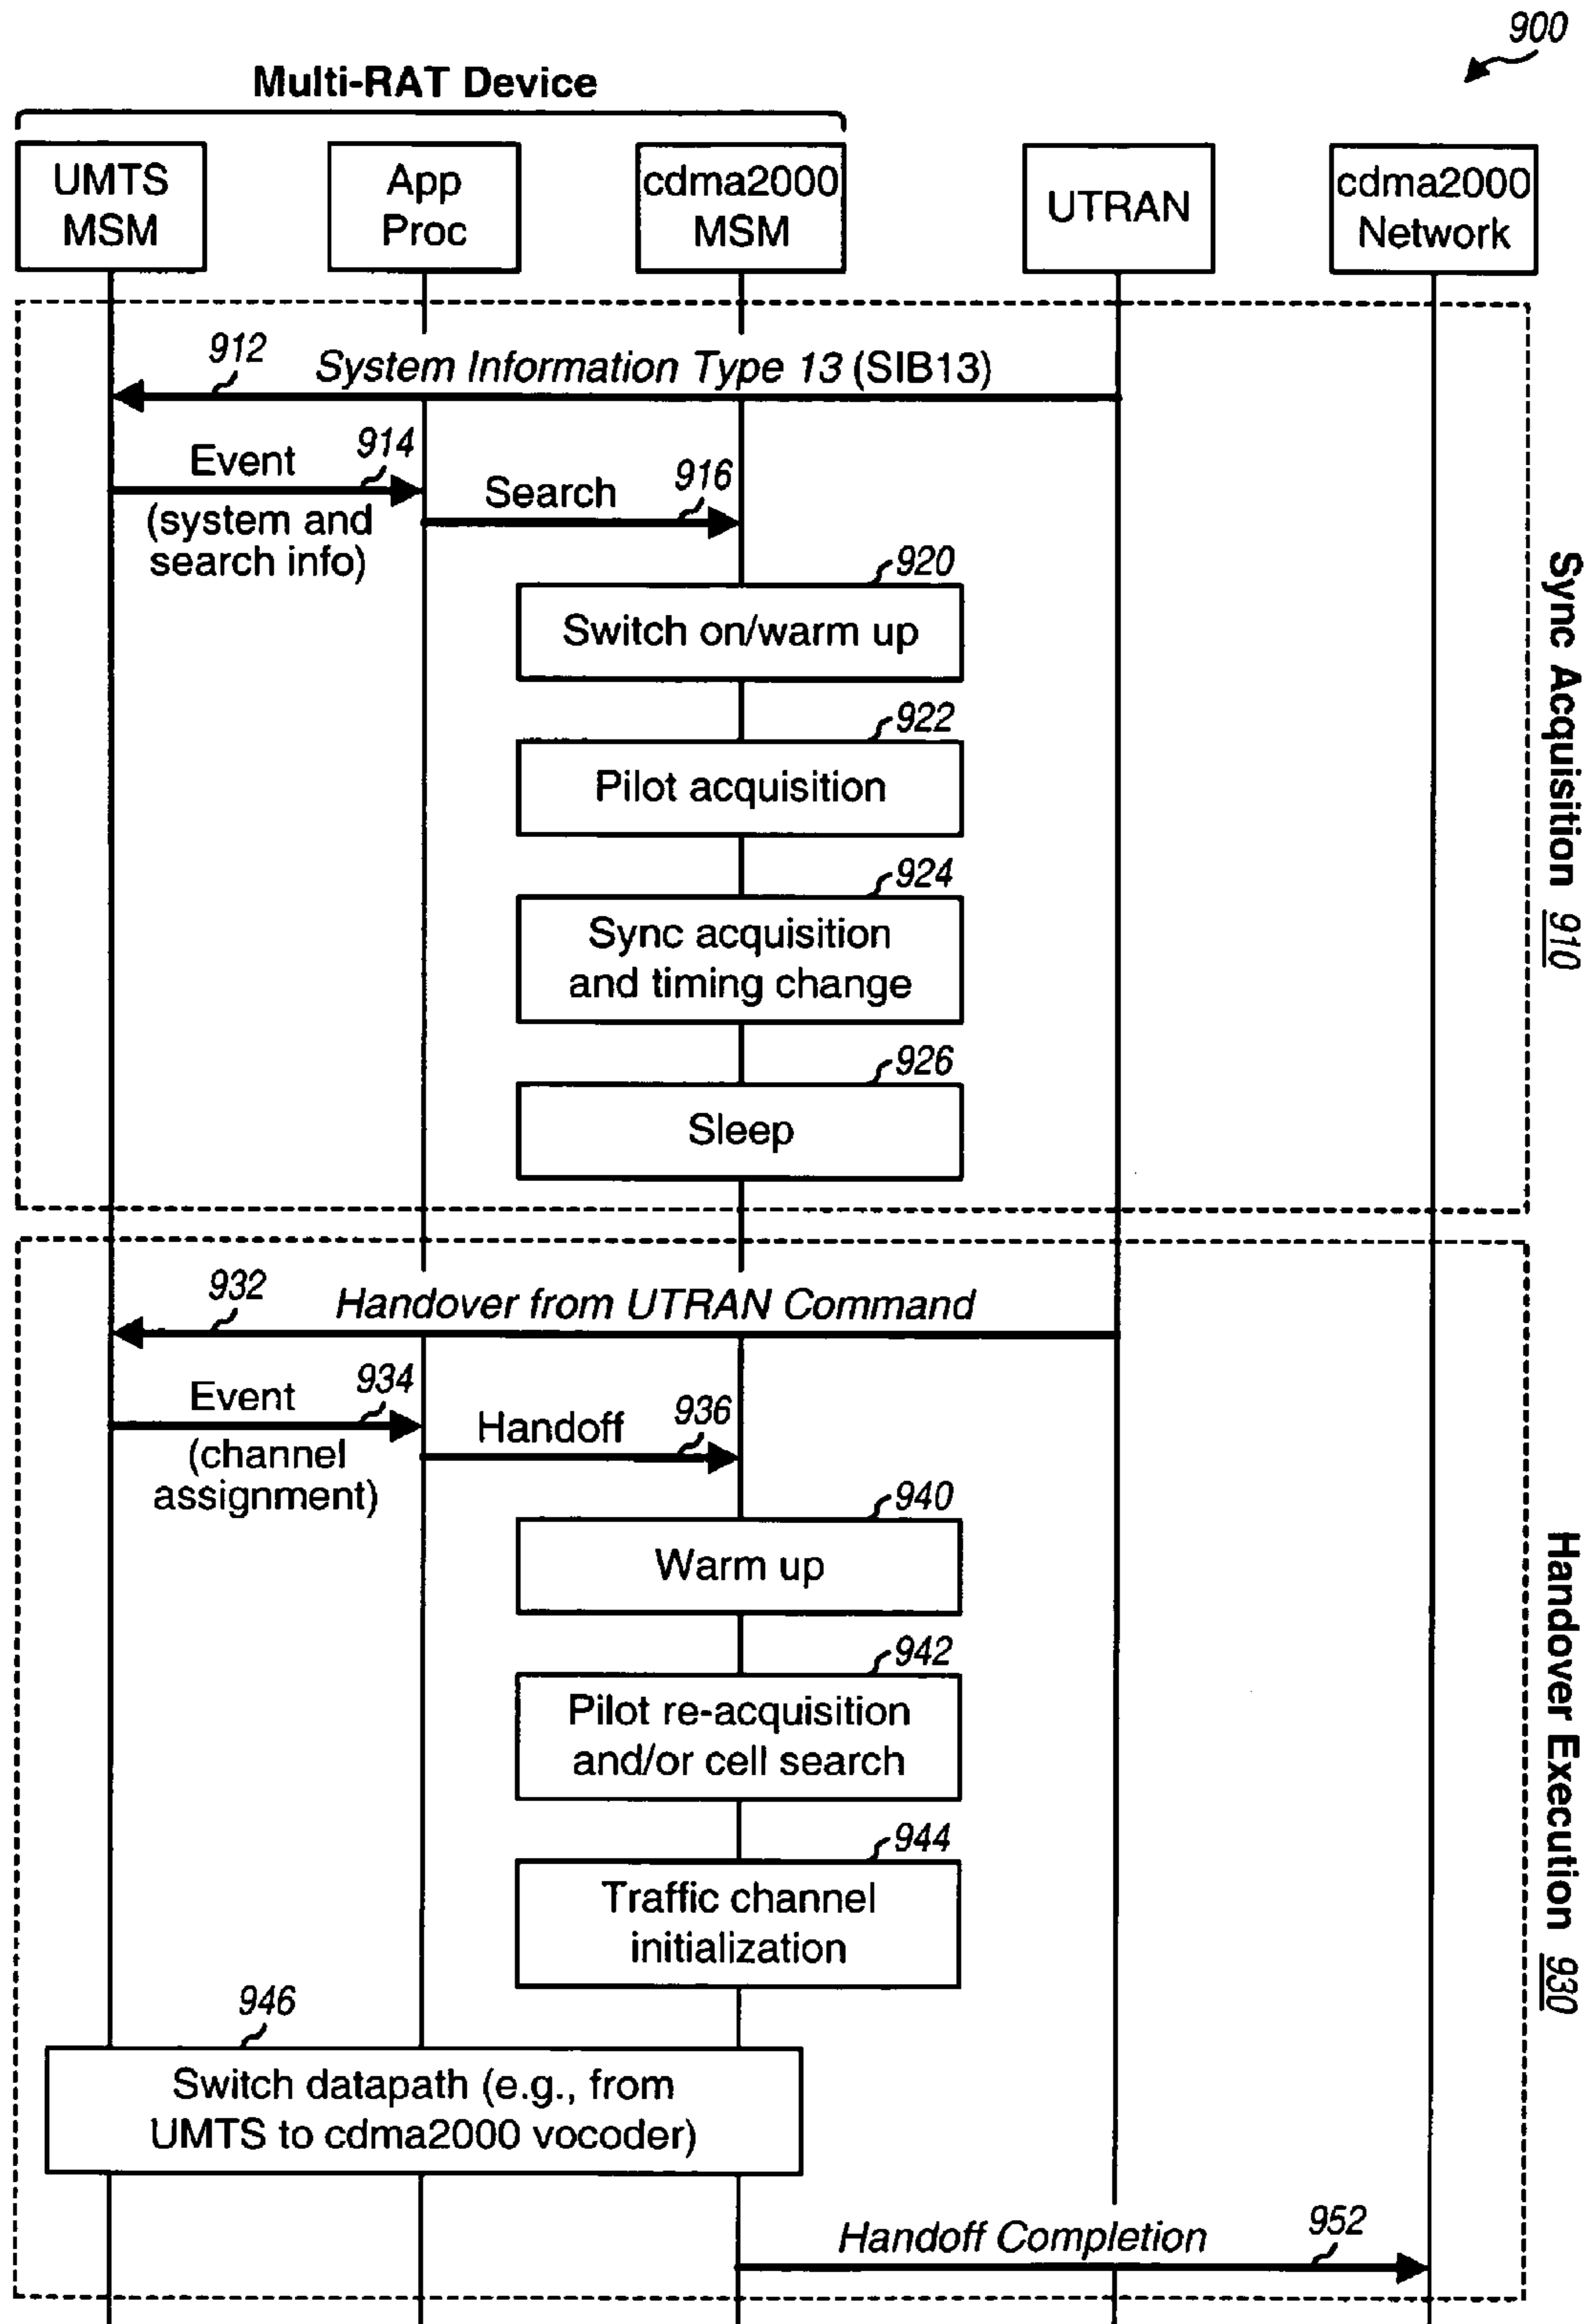 900
Multi-RAT Device
UMTS
MSM
App
Proc
cdma2000
MSM
UTRAN
cdma2000
Network
912
System Information Type 13 (SIB13)
Event
914
(system and
search info)
Search
916
920
Switch on/warm up
922
Pilot acquisition
924
Sync acquisition
and timing change
926
Sleep
Sync Acquisition 910
932
Handover from UTRAN Command
Event
934
(channel
assignment)
Handoff
936
940
Warm up
942
Pilot re-acquisition
and/or cell search
944
Traffic channel
initialization
946
Switch datapath (e.g., from
UMTS to cdma2000 vocoder)
Handoff Completion
952
Handover Execution 930